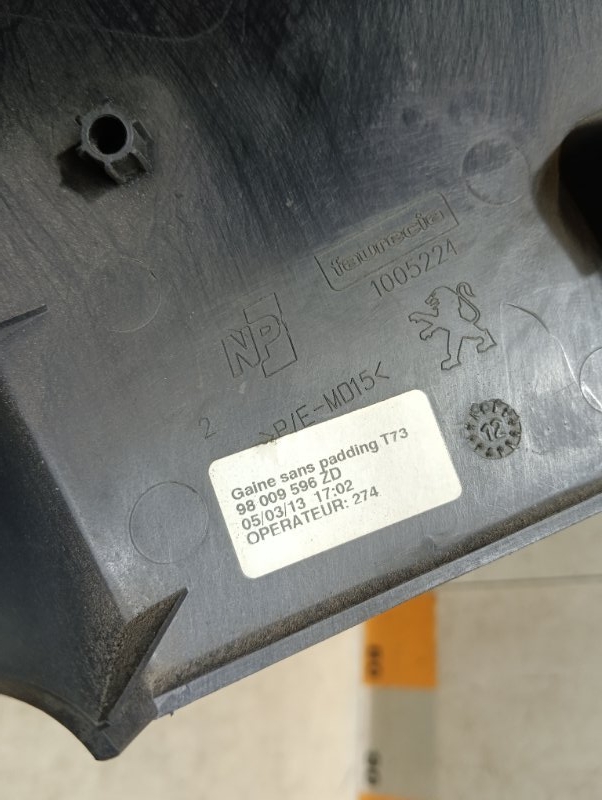 faurecia
1005224
NP
2
>P/E-MD15<
12
Gaine sans padding T73
98 009 596 ZD
05/03/13 17:02
OPERATEUR: 274